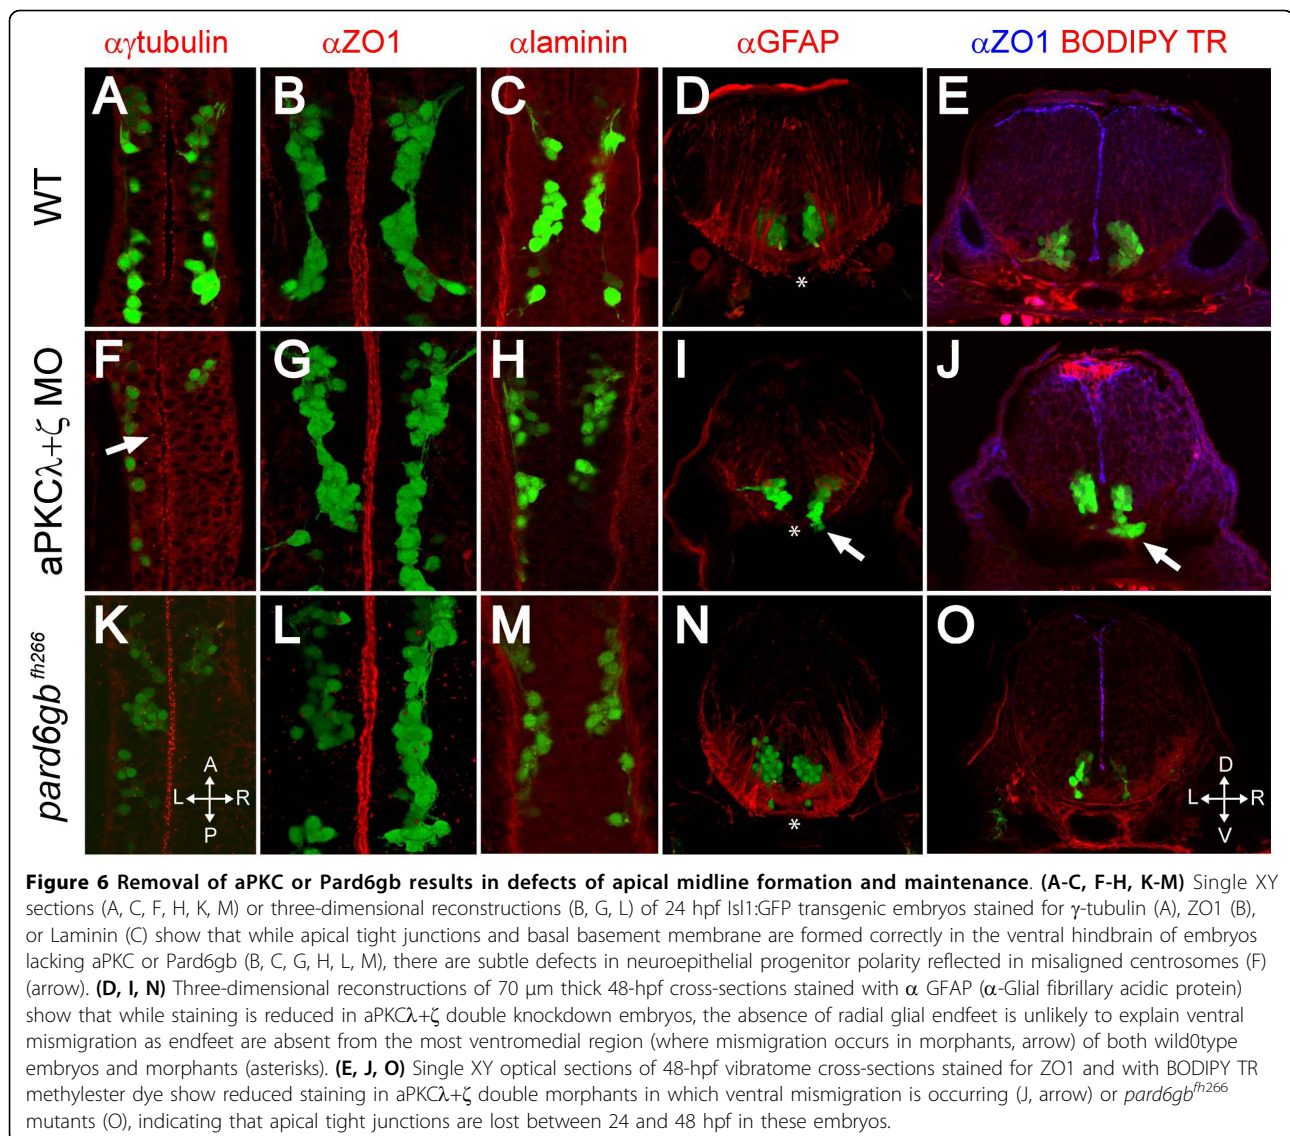 αγtubulin αZO1 αlaminin αGFAP αZO1 BODIPY TR
WT
A B C D E
*
aPKCλ+ζ MO
F G H I J
*
pard6gb^fh266
K L M N O
A
L R
P
*
D
L R
V
Figure 6 Removal of aPKC or Pard6gb results in defects of apical midline formation and maintenance. (A-C, F-H, K-M) Single XY
sections (A, C, F, H, K, M) or three-dimensional reconstructions (B, G, L) of 24 hpf Isl1:GFP transgenic embryos stained for γ-tubulin (A), ZO1 (B),
or Laminin (C) show that while apical tight junctions and basal basement membrane are formed correctly in the ventral hindbrain of embryos
lacking aPKC or Pard6gb (B, C, G, H, L, M), there are subtle defects in neuroepithelial progenitor polarity reflected in misaligned centrosomes (F)
(arrow). (D, I, N) Three-dimensional reconstructions of 70 μm thick 48-hpf cross-sections stained with α GFAP (α-Glial fibrillary acidic protein)
show that while staining is reduced in aPKCλ+ζ double knockdown embryos, the absence of radial glial endfeet is unlikely to explain ventral
mismigration as endfeet are absent from the most ventromedial region (where mismigration occurs in morphants, arrow) of both wild0type
embryos and morphants (asterisks). (E, J, O) Single XY optical sections of 48-hpf vibratome cross-sections stained for ZO1 and with BODIPY TR
methylester dye show reduced staining in aPKCλ+ζ double morphants in which ventral mismigration is occurring (J, arrow) or pard6gb^fh266
mutants (O), indicating that apical tight junctions are lost between 24 and 48 hpf in these embryos.